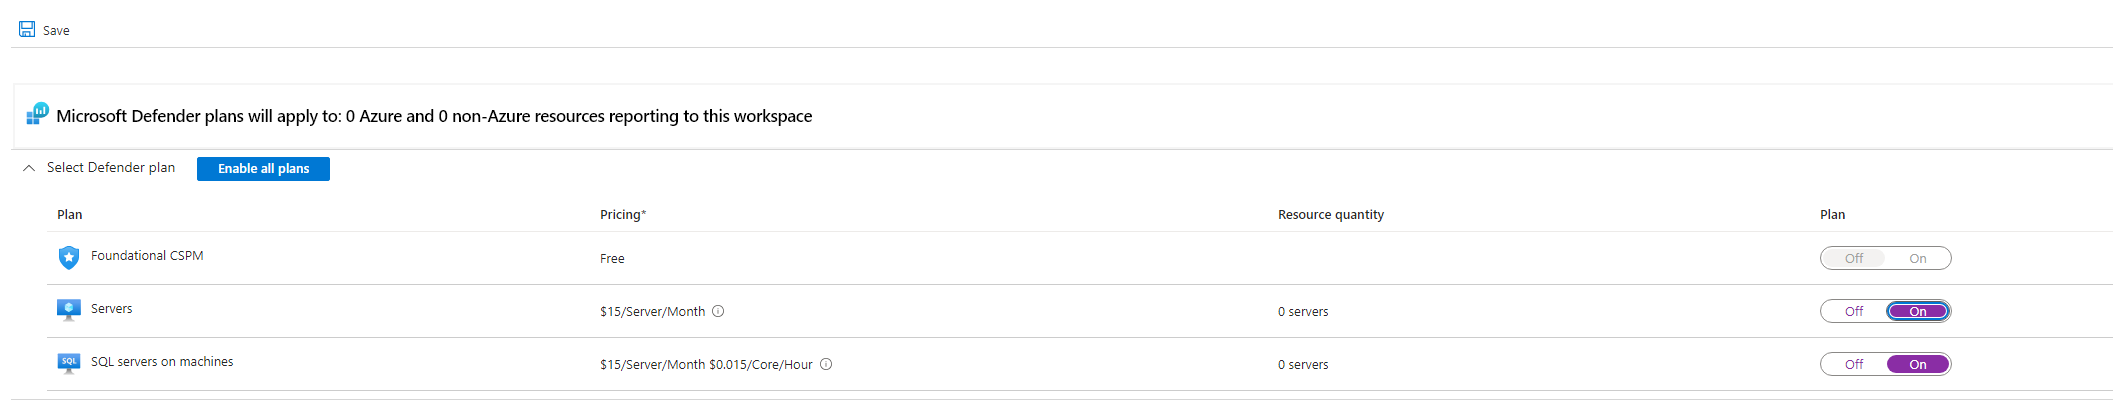 Save
Microsoft Defender plans will apply to: 0 Azure and 0 non-Azure resources reporting to this workspace
Select Defender plan Enable all plans
Plan Pricing* Resource quantity Plan
Foundational CSPM Free Off On
Servers $15/Server/Month 0 servers Off On
SQL SQL servers on machines $15/Server/Month $0.015/Core/Hour 0 servers Off On